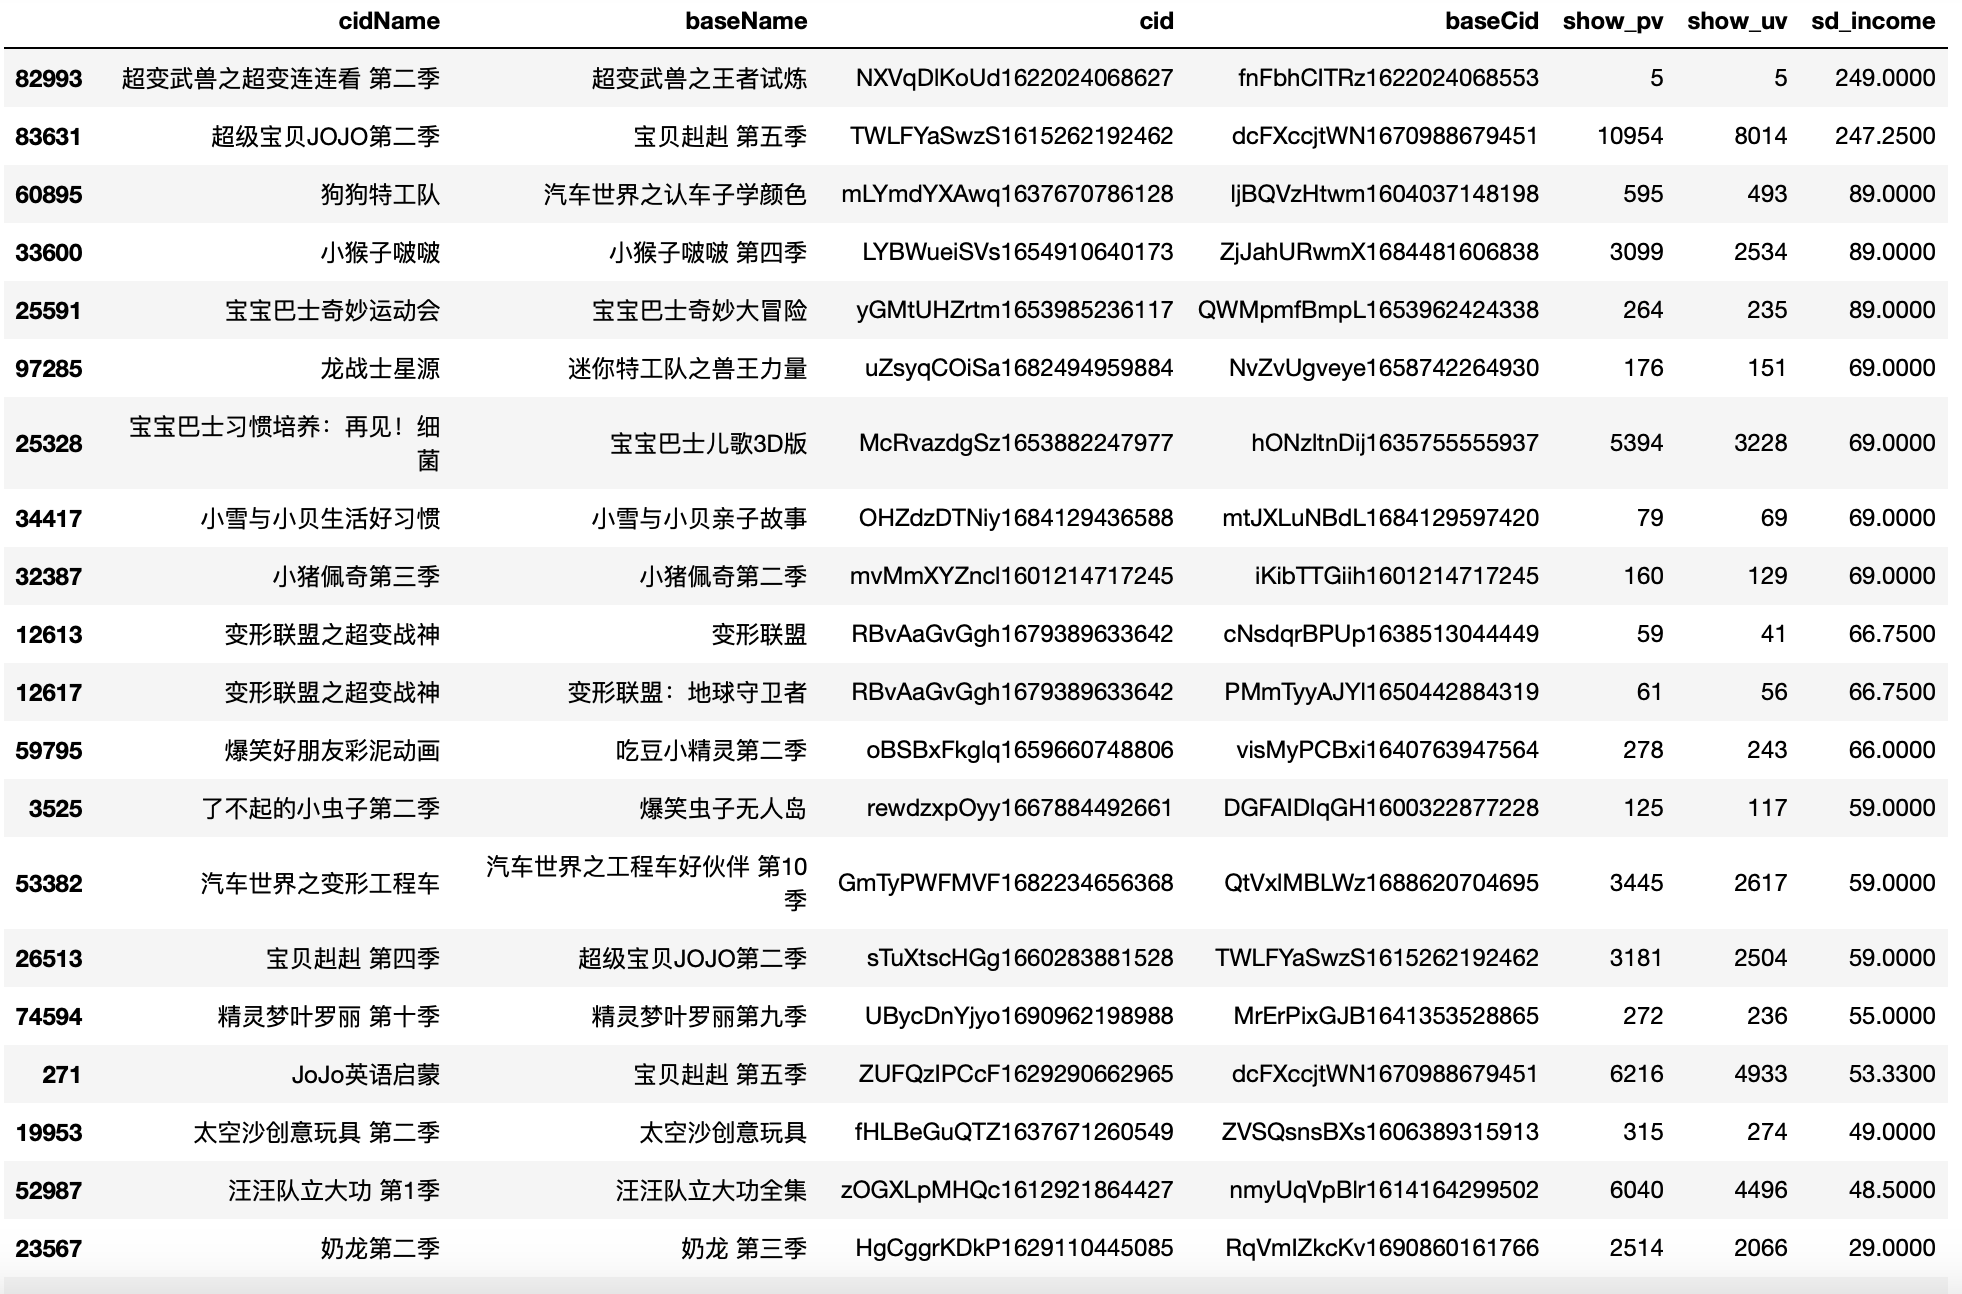 cidName baseName cid baseCid show_pv show_uv sd_income
82993 超变武兽之超变连连看 第二季 超变武兽之王者试炼 NXVqDlKoUd1622024068627 fnFbhClTRz1622024068553 5 5 249.0000
83631 超级宝贝JOJO第二季 宝贝赳赳 第五季 TWLFYaSwzS1615262192462 dcFXccjtWN1670988679451 10954 8014 247.2500
60895 狗狗特工队 汽车世界之认车子学颜色 mLYmdYXAwq1637670786128 ljBQVzHtwm1604037148198 595 493 89.0000
33600 小猴子啵啵 小猴子啵啵 第四季 LYBWueiSVs1654910640173 ZjJahURwmX1684481606838 3099 2534 89.0000
25591 宝宝巴士奇妙运动会 宝宝巴士奇妙大冒险 yGMtUHZrtm1653985236117 QWMpmfBmpL1653962424338 264 235 89.0000
97285 龙战士星源 迷你特工队之兽王力量 uZsyqCOiSa1682494959884 NvZvUgveye1658742264930 176 151 69.0000
宝宝巴士习惯培养：再见！细
25328 菌 宝宝巴士儿歌3D版 McRvazdgSz1653882247977 hONzltnDij1635755555937 5394 3228 69.0000
34417 小雪与小贝生活好习惯 小雪与小贝亲子故事 OHZdzDTNiy1684129436588 mtJXLuNBdL1684129597420 79 69 69.0000
32387 小猪佩奇第三季 小猪佩奇第二季 mvMmXYZncl1601214717245 iKibTTGiih1601214717245 160 129 69.0000
12613 变形联盟之超变战神 变形联盟 RBvAaGvGgh1679389633642 cNsdqrBPUp1638513044449 59 41 66.7500
12617 变形联盟之超变战神 变形联盟：地球守卫者 RBvAaGvGgh1679389633642 PMmTyyAJYl1650442884319 61 56 66.7500
59795 爆笑好朋友彩泥动画 吃豆小精灵第二季 oBSBxFkglq1659660748806 visMyPCBxi1640763947564 278 243 66.0000
3525 了不起的小虫子第二季 爆笑虫子无人岛 rewdzxpOyy1667884492661 DGFAIDIqGH1600322877228 125 117 59.0000
汽车世界之工程车好伙伴 第10
53382 汽车世界之变形工程车 季 GmTyPWFMVF1682234656368 QtVxlMBLWz1688620704695 3445 2617 59.0000
26513 宝贝赳赳 第四季 超级宝贝JOJO第二季 sTuXtscHGg1660283881528 TWLFYaSwzS1615262192462 3181 2504 59.0000
74594 精灵梦叶罗丽 第十季 精灵梦叶罗丽第九季 UBycDnYjyo1690962198988 MrErPixGJB1641353528865 272 236 55.0000
271 JoJo英语启蒙 宝贝赳赳 第五季 ZUFQzIPCcF1629290662965 dcFXccjtWN1670988679451 6216 4933 53.3300
19953 太空沙创意玩具 第二季 太空沙创意玩具 fHLBeGuQTZ1637671260549 ZVSQsnsBXs1606389315913 315 274 49.0000
52987 汪汪队立大功 第1季 汪汪队立大功全集 zOGXLpMHQc1612921864427 nmyUqVpBlr1614164299502 6040 4496 48.5000
23567 奶龙第二季 奶龙 第三季 HgCggrKDkP1629110445085 RqVmlZkcKv1690860161766 2514 2066 29.0000